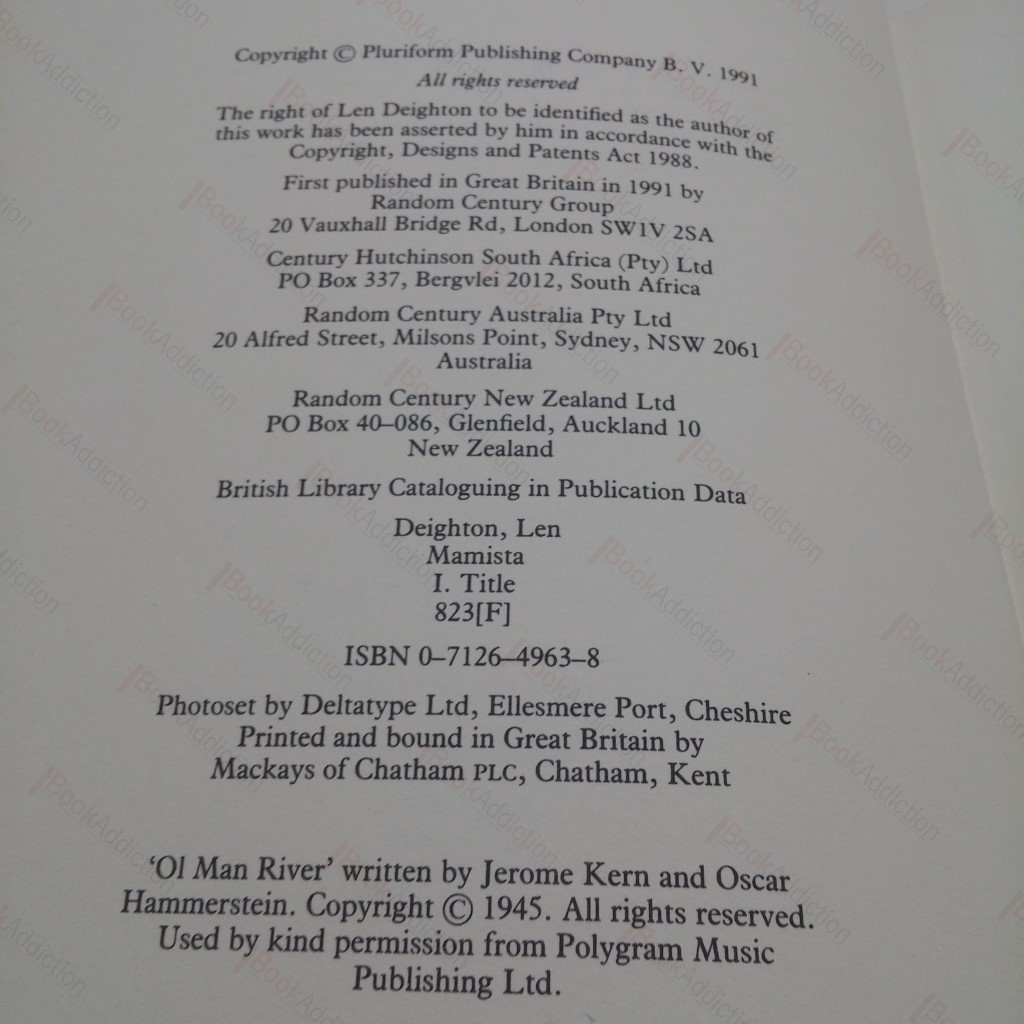 Copyright © Pluriform Publishing Company B. V. 1991
All rights reserved
The right of Len Deighton to be identified as the author of
this work has been asserted by him in accordance with the
Copyright, Designs and Patents Act 1988.
First published in Great Britain in 1991 by
Random Century Group
20 Vauxhall Bridge Rd, London SW1V 2SA
Century Hutchinson South Africa (Pty) Ltd
PO Box 337, Bergvlei 2012, South Africa
Random Century Australia Pty Ltd
20 Alfred Street, Milsons Point, Sydney, NSW 2061
Australia
Random Century New Zealand Ltd
PO Box 40–086, Glenfield, Auckland 10
New Zealand
British Library Cataloguing in Publication Data
Deighton, Len
Mamista
I. Title
823[F]
ISBN 0–7126–4963–8
Photoset by Deltatype Ltd, Ellesmere Port, Cheshire
Printed and bound in Great Britain by
Mackays of Chatham PLC, Chatham, Kent
‘Ol Man River’ written by Jerome Kern and Oscar
Hammerstein. Copyright © 1945. All rights reserved.
Used by kind permission from Polygram Music
Publishing Ltd.
BookAddiction